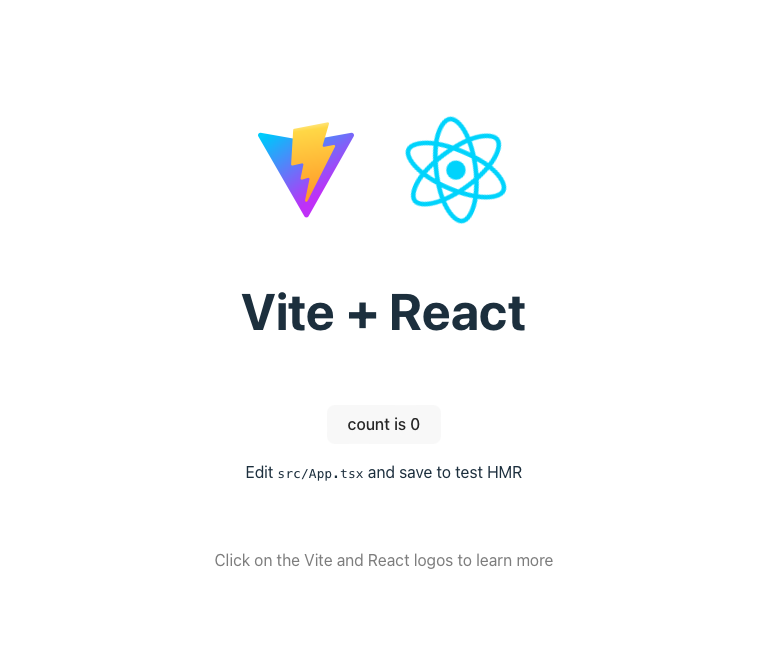 Vite + React
count is 0
Edit src/App.tsx and save to test HMR
Click on the Vite and React logos to learn more